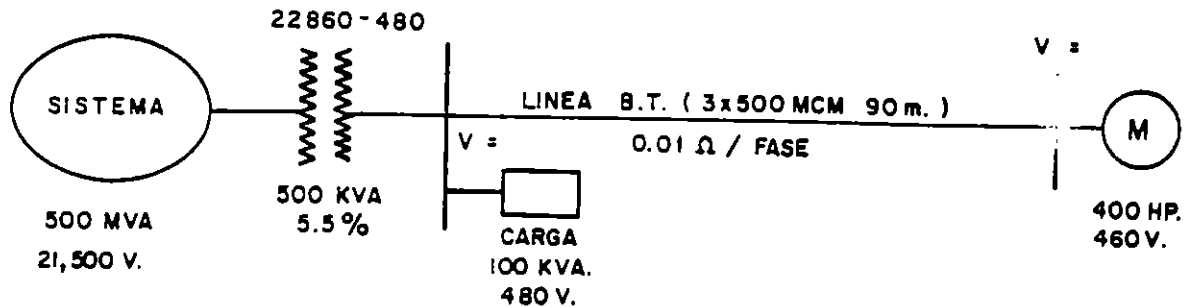 22860-480
V =
SISTEMA
LINEA B.T. ( 3x500 MCM 90m. )
M
V =
0.01 Ω / FASE
500 KVA
5.5%
500 MVA
21,500 V.
CARGA
100 KVA.
480 V.
400 HP.
460 V.